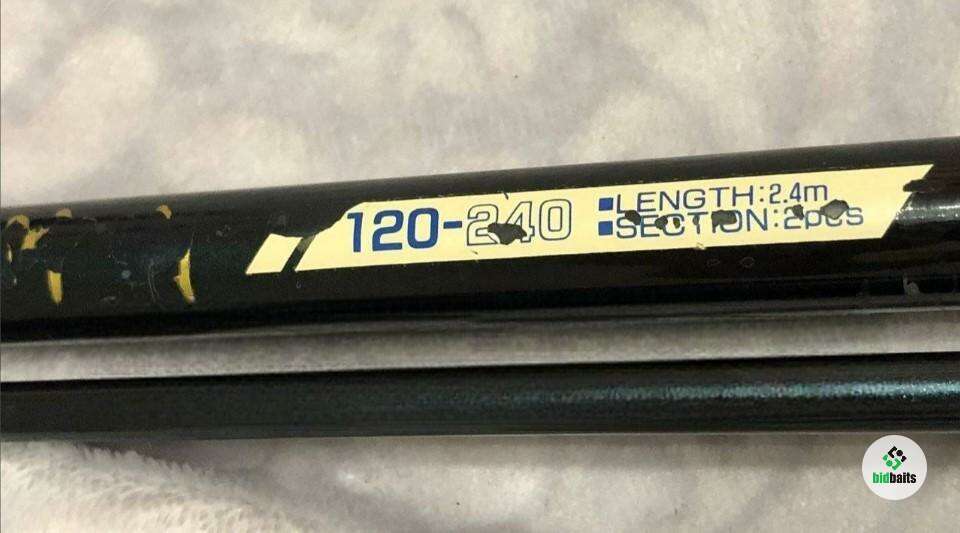 120-240
■LENGTH:2.4m
■SECTION:2pcs
bidbaits